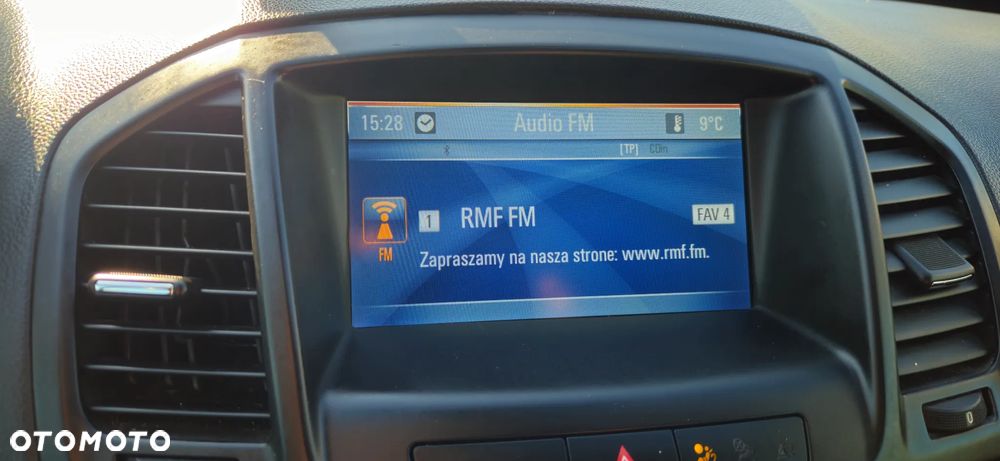 15:28 Audio FM 9°C
[TP] CDin
1 RMF FM FAV 4
FM
Zapraszamy na nasza strone: www.rmf.fm.
0
OTOMOTO